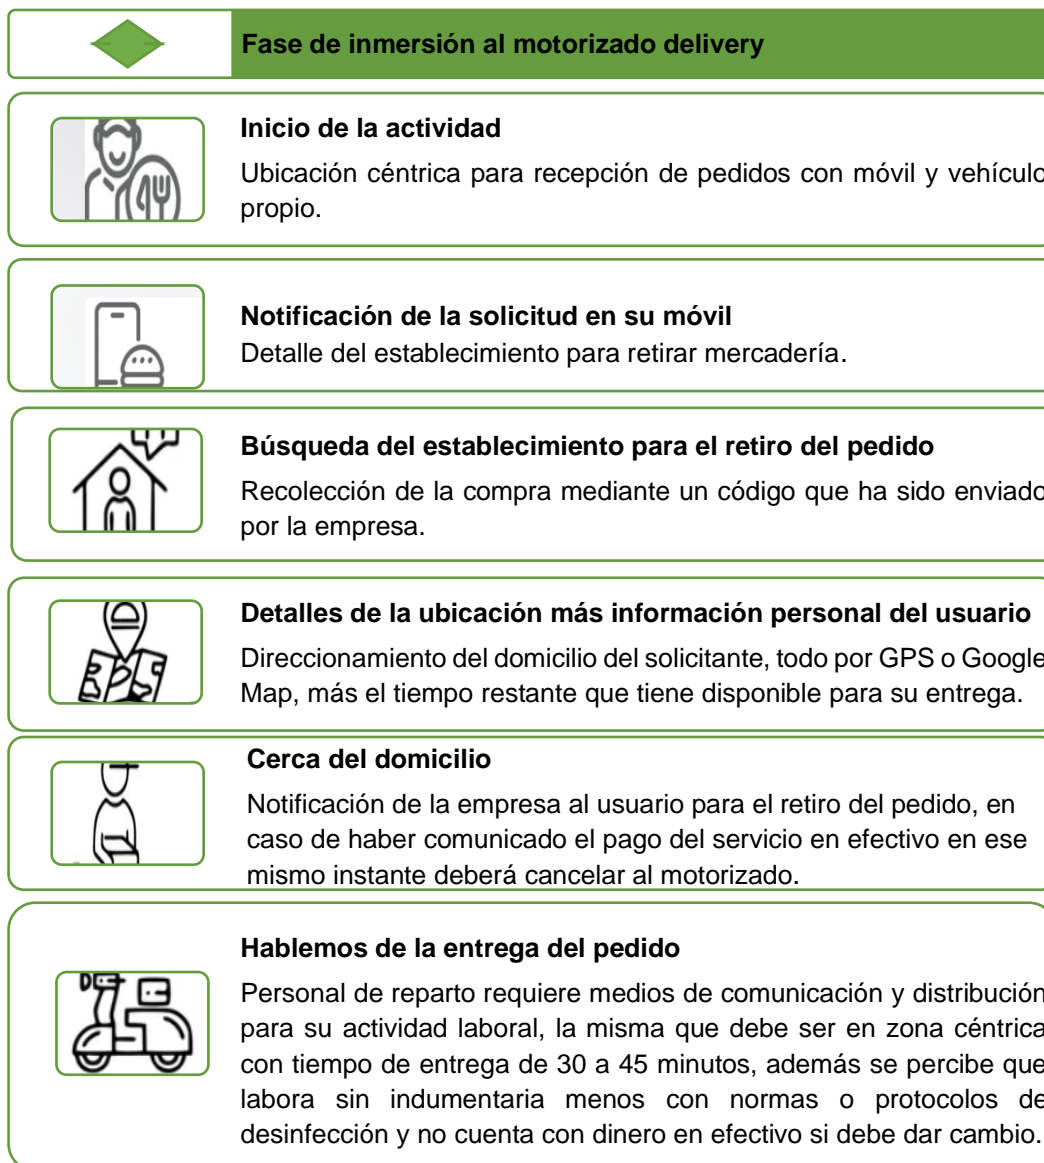 Fase de inmersión al motorizado delivery
Inicio de la actividad
Ubicación céntrica para recepción de pedidos con móvil y vehículo
propio.
Notificación de la solicitud en su móvil
Detalle del establecimiento para retirar mercadería.
Búsqueda del establecimiento para el retiro del pedido
Recolección de la compra mediante un código que ha sido enviado
por la empresa.
Detalles de la ubicación más información personal del usuario
Direccionamiento del domicilio del solicitante, todo por GPS o Google
Map, más el tiempo restante que tiene disponible para su entrega.
Cerca del domicilio
Notificación de la empresa al usuario para el retiro del pedido, en
caso de haber comunicado el pago del servicio en efectivo en ese
mismo instante deberá cancelar al motorizado.
Hablemos de la entrega del pedido
Personal de reparto requiere medios de comunicación y distribución
para su actividad laboral, la misma que debe ser en zona céntrica
con tiempo de entrega de 30 a 45 minutos, además se percibe que
labora sin indumentaria menos con normas o protocolos de
desinfección y no cuenta con dinero en efectivo si debe dar cambio.